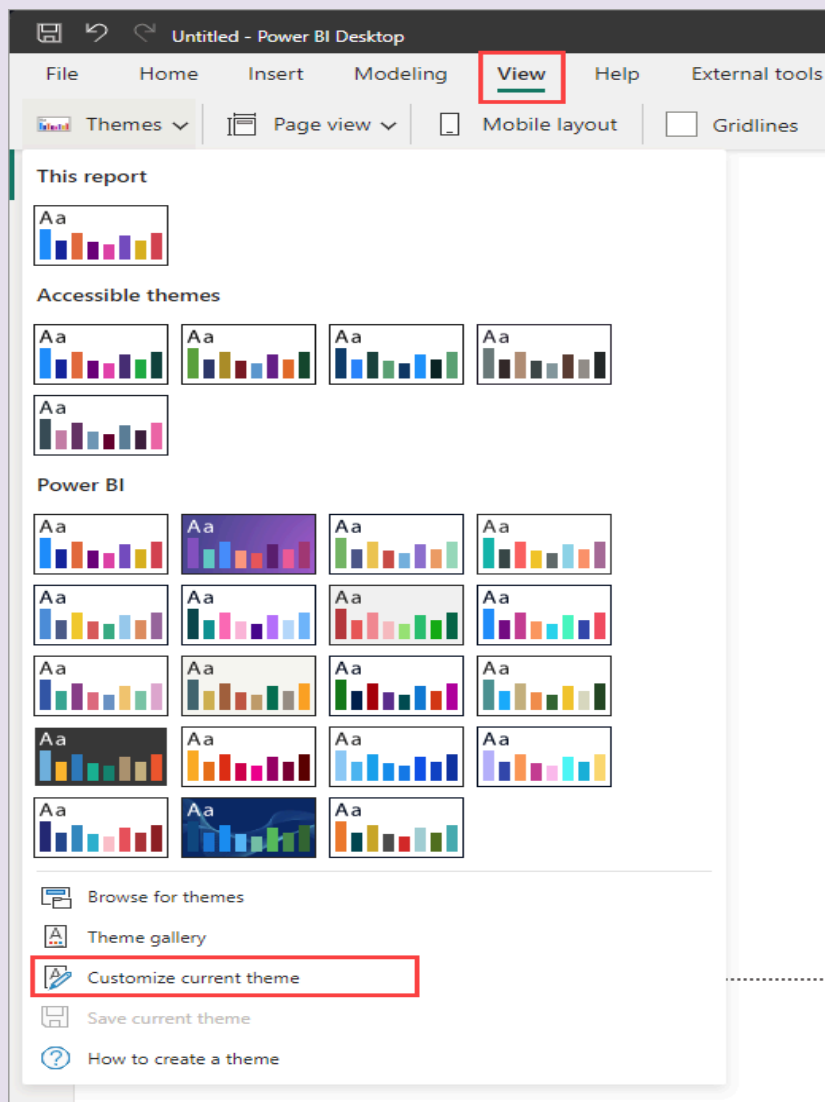 Untitled - Power BI Desktop
File Home Insert Modeling View Help External tools
Themes Page view Mobile layout Gridlines
This report
Aa
Accessible themes
Aa Aa Aa Aa
Aa
Power BI
Aa Aa Aa Aa
Aa Aa Aa Aa
Aa Aa Aa Aa
Aa Aa Aa Aa
Aa Aa Aa
Browse for themes
Theme gallery
Customize current theme
Save current theme
How to create a theme